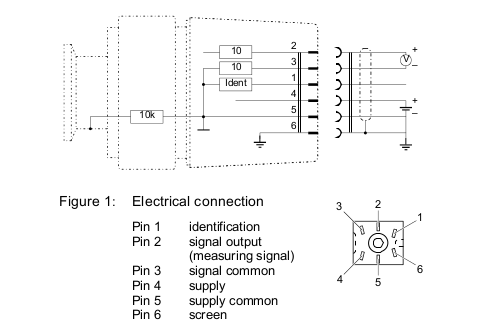 10
2
+
V
10
3
−
Ident
1
4
+
10k
5
−
6
Figure 1: Electrical connection
Pin 1 identification
Pin 2 signal output
(measuring signal)
Pin 3 signal common
Pin 4 supply
Pin 5 supply common
Pin 6 screen
2
3
1
4
6
5